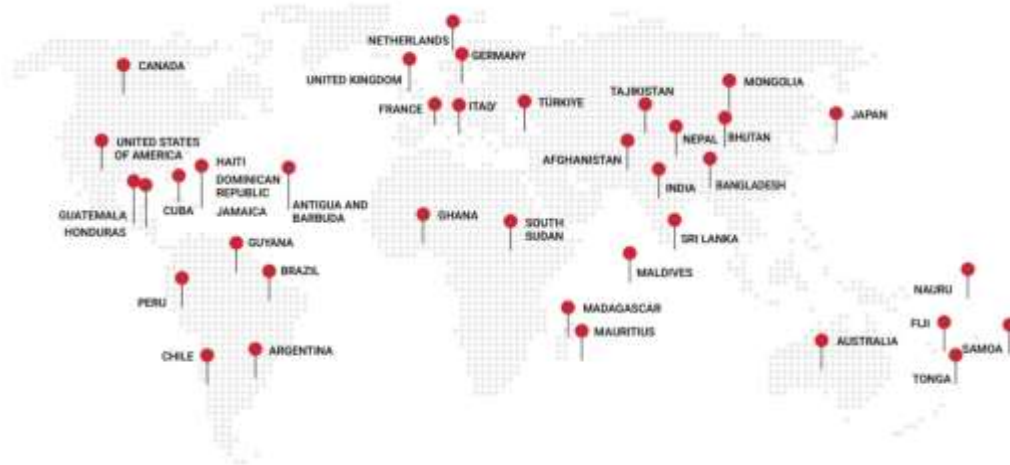 NETHERLANDS
GERMANY
CANADA
UNITED KINGDOM
MONGOLIA
TAJIKISTAN
FRANCE
ITALY
TÜRKIYE
JAPAN
UNITED STATES
OF AMERICA
NEPAL
BHUTAN
AFGHANISTAN
HAITI
DOMINICAN
REPUBLIC
JAMAICA
INDIA
BANGLADESH
GUATEMALA
HONDURAS
CUBA
ANTIGUA AND
BARBUDA
GHANA
SOUTH
SUDAN
SRI LANKA
GUYANA
BRAZIL
MALDIVES
PERU
NAURU
MADAGASCAR
MAURITIUS
FIJI
CHILE
ARGENTINA
AUSTRALIA
SAMOA
TONGA